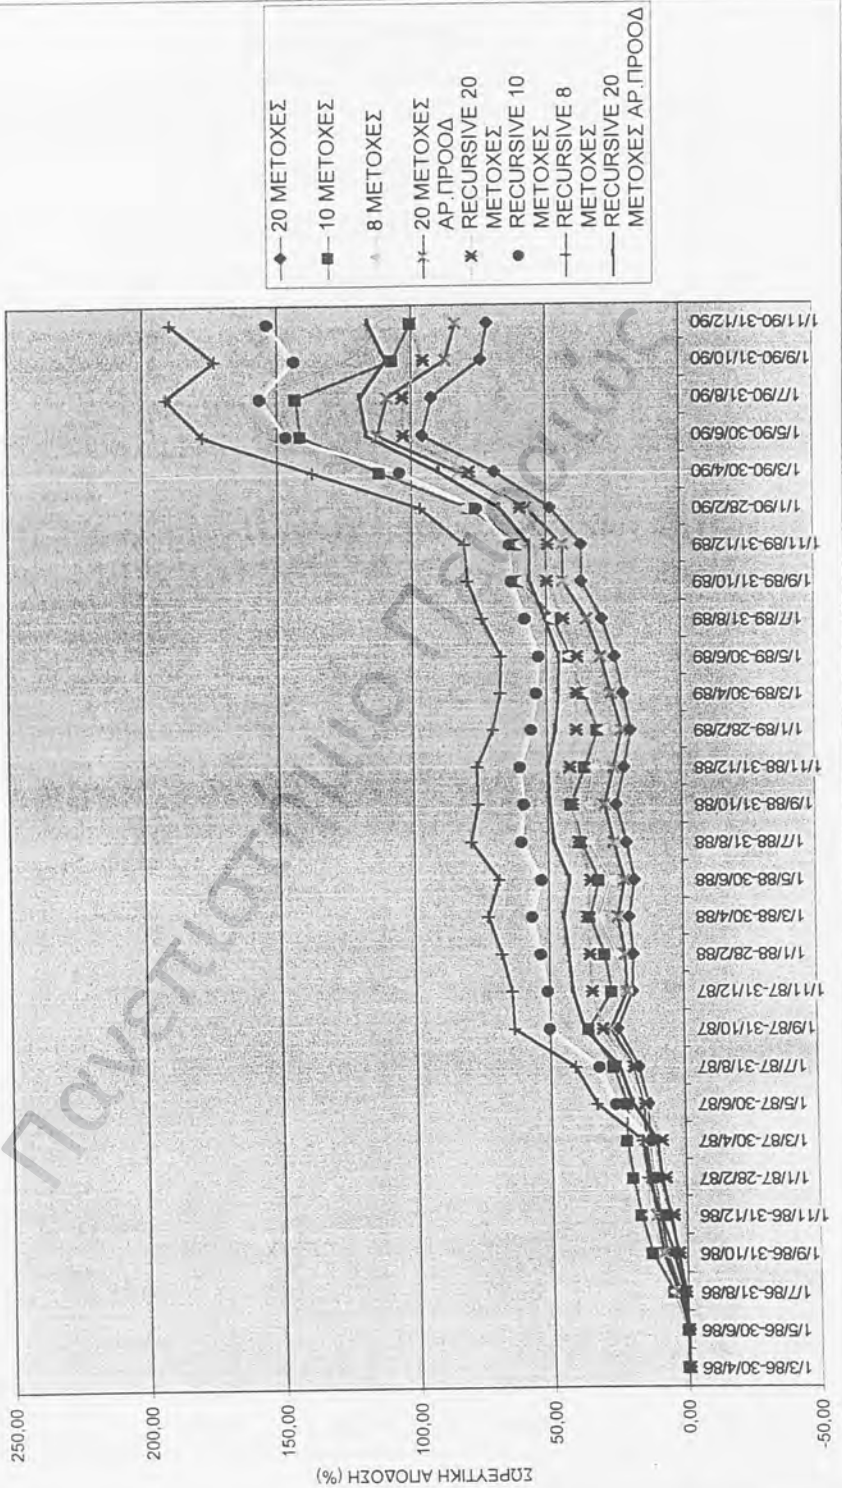 250,00
200,00
150,00
100,00
50,00
0,00
-50,00
ΣΩΡΕΥΤΙΚΗ ΑΠΟΔΟΣΗ (%)
1/3/86-30/4/86
1/5/86-30/6/86
1/7/86-31/8/86
1/9/86-31/10/86
1/11/86-31/12/86
1/1/87-28/2/87
1/3/87-30/4/87
1/5/87-30/6/87
1/7/87-31/8/87
1/9/87-31/10/87
1/11/87-31/12/87
1/1/88-28/2/88
1/3/88-30/4/88
1/5/88-30/6/88
1/7/88-31/8/88
1/9/88-31/10/88
1/11/88-31/12/88
1/1/89-28/2/89
1/3/89-30/4/89
1/5/89-30/6/89
1/7/89-31/8/89
1/9/89-31/10/89
1/11/89-31/12/89
1/1/90-28/2/90
1/3/90-30/4/90
1/5/90-30/6/90
1/7/90-31/8/90
1/9/90-31/10/90
1/11/90-31/12/90
20 ΜΕΤΟΧΕΣ
10 ΜΕΤΟΧΕΣ
8 ΜΕΤΟΧΕΣ
20 ΜΕΤΟΧΕΣ
ΑΡ.ΠΡΟΟΔ
RECURSIVE 20
ΜΕΤΟΧΕΣ
RECURSIVE 10
ΜΕΤΟΧΕΣ
RECURSIVE 8
ΜΕΤΟΧΕΣ
RECURSIVE 20
ΜΕΤΟΧΕΣ ΑΡ.ΠΡΟΟΔ
Πανεπιστήμιο Πειραιώς